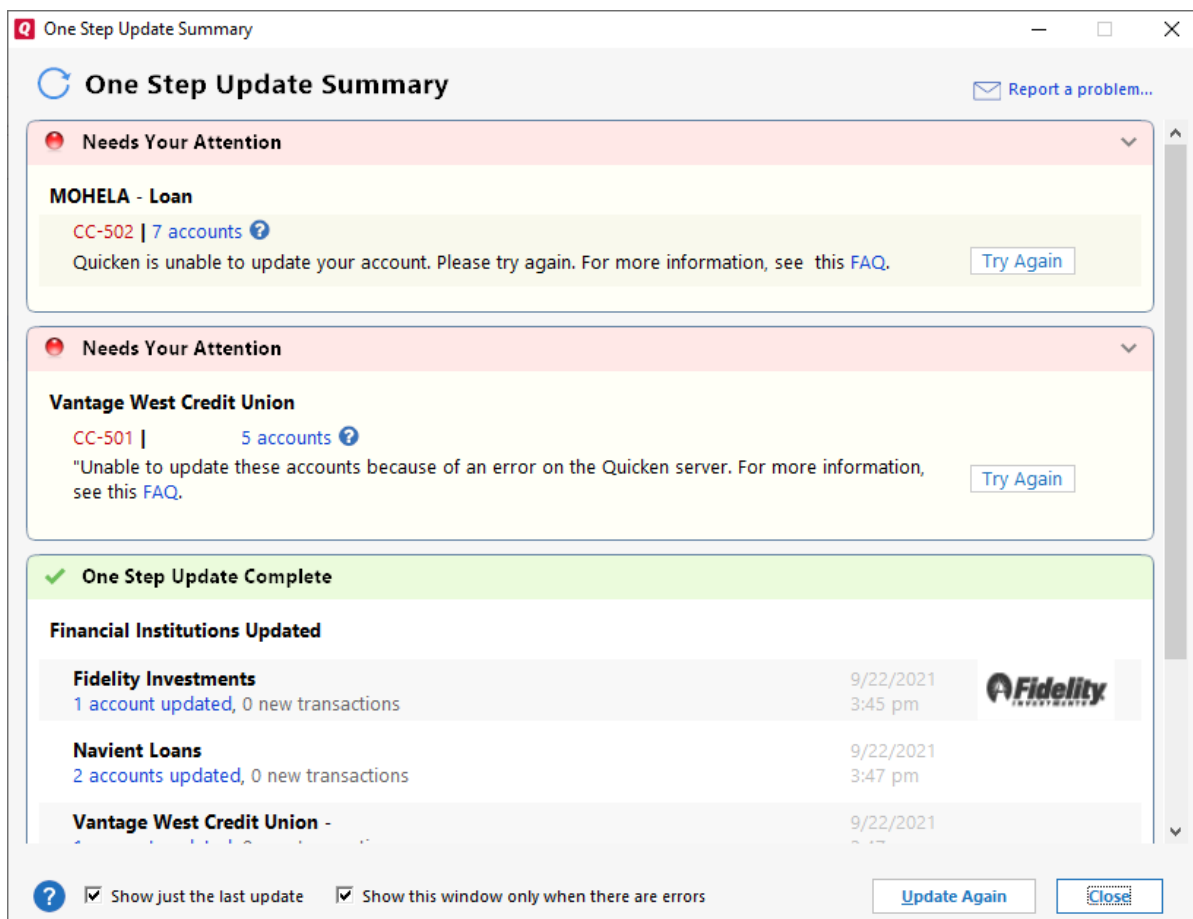 One Step Update Summary
One Step Update Summary
Report a problem...
Needs Your Attention
MOHELA - Loan
CC-502 | 7 accounts ?
Quicken is unable to update your account. Please try again. For more information, see this FAQ.
Try Again
Needs Your Attention
Vantage West Credit Union
CC-501 | 5 accounts ?
"Unable to update these accounts because of an error on the Quicken server. For more information,
see this FAQ.
Try Again
One Step Update Complete
Financial Institutions Updated
Fidelity Investments 9/22/2021
1 account updated, 0 new transactions 3:45 pm
Fidelity
INVESTMENTS
Navient Loans 9/22/2021
2 accounts updated, 0 new transactions 3:47 pm
Vantage West Credit Union - 9/22/2021
? Show just the last update Show this window only when there are errors Update Again Close